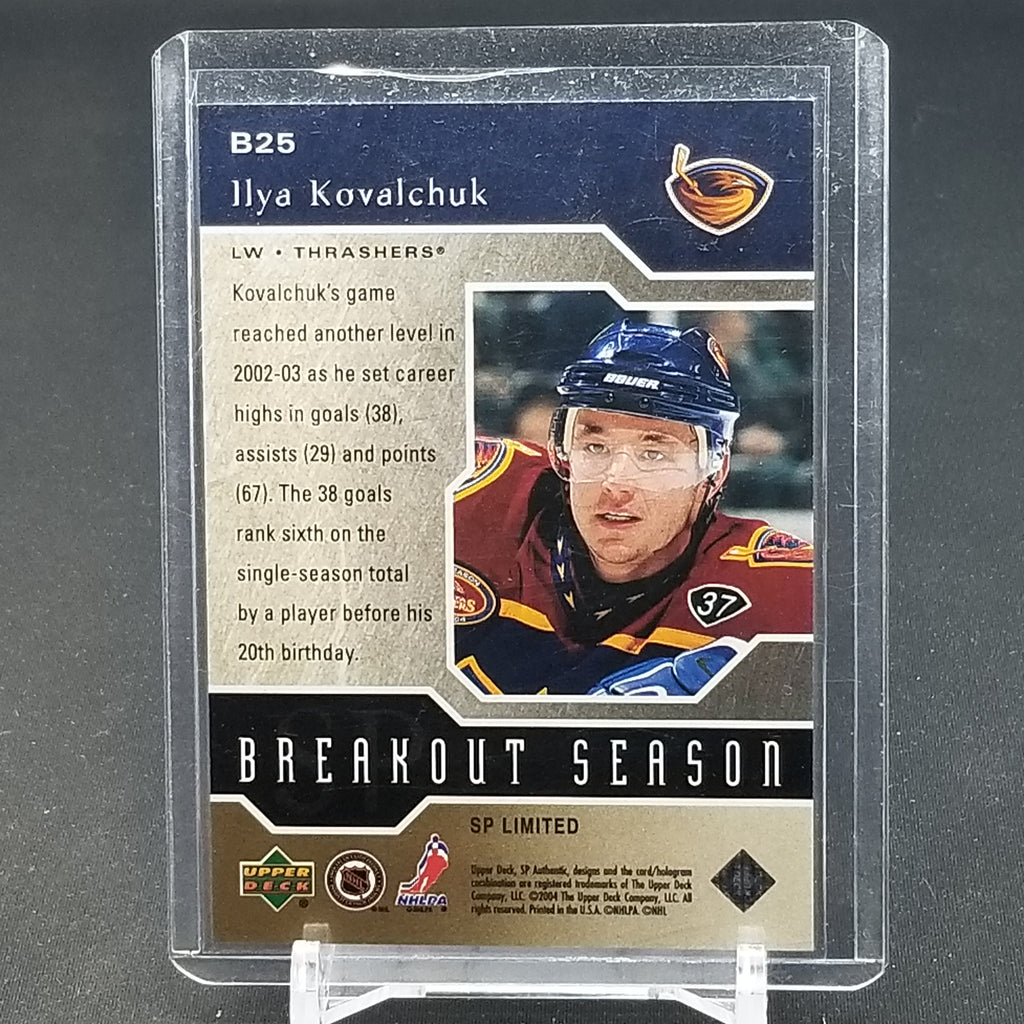 B25
Ilya Kovalchuk
LW • THRASHERS®
Kovalchuk's game
reached another level in
2002-03 as he set career
highs in goals (38),
assists (29) and points
(67). The 38 goals
rank sixth on the
single-season total
by a player before his
20th birthday.
BAUER
37
BREAKOUT SEASON
SP LIMITED
UPPER
DECK ®
NHL
NHLPA
Upper Deck, SP Authentic, designs and the card/hologram
combination are registered trademarks of The Upper Deck
Company, LLC. ©2004 The Upper Deck Company, LLC. All
rights reserved. Printed in the U.S.A. ©NHLPA. ©NHL